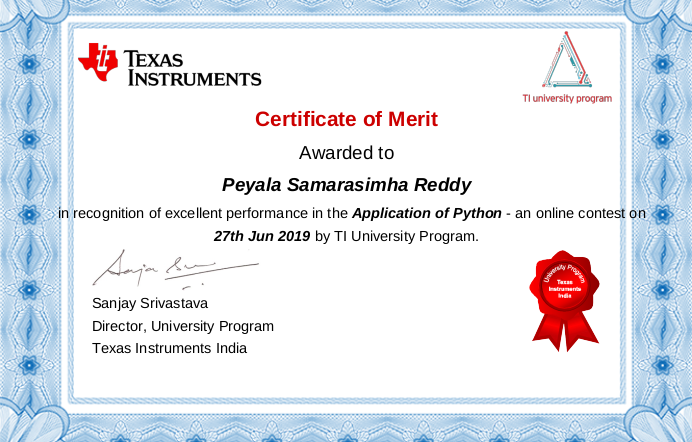 TEXAS
INSTRUMENTS
TI university program
Certificate of Merit
Awarded to
Peyala Samarasimha Reddy
in recognition of excellent performance in the Application of Python - an online contest on
27th Jun 2019 by TI University Program.
Sanjay Srivastava
Director, University Program
Texas Instruments India
University Program
Texas
Instruments
India